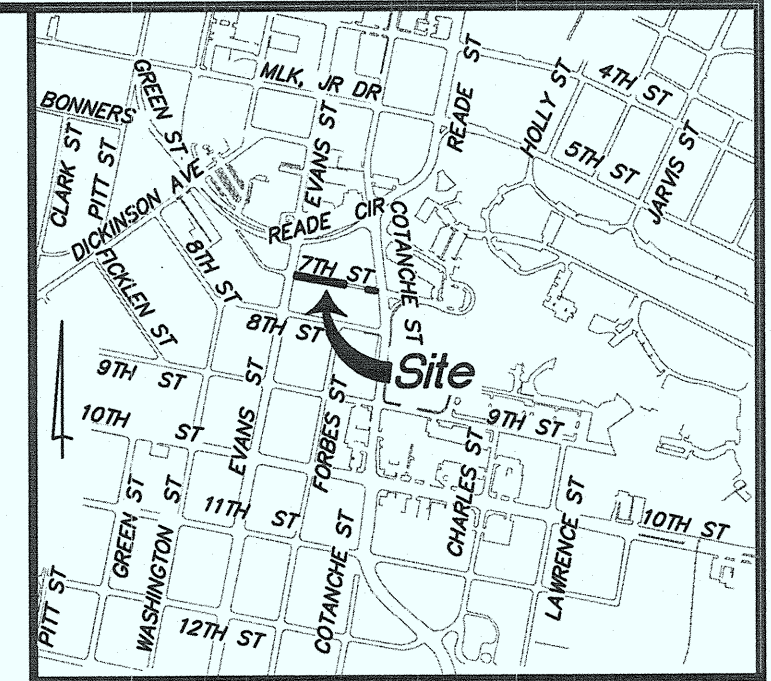 MLK, JR DR
READE ST
HOLLY ST
4TH ST
BONNERS
GREEN ST
EVANS ST
5TH ST
JARVIS ST
CLARK ST
PITT ST
DICKINSON AVE
READE CIR
COTANCHE ST
8TH ST
FICKLEN ST
7TH ST
8TH ST
Site
9TH ST
EVANS ST
FORBES ST
10TH ST
9TH ST
CHARLES ST
GREEN ST
WASHINGTON ST
11TH ST
COTANCHE ST
LAWRENCE ST
10TH ST
PITT ST
12TH ST